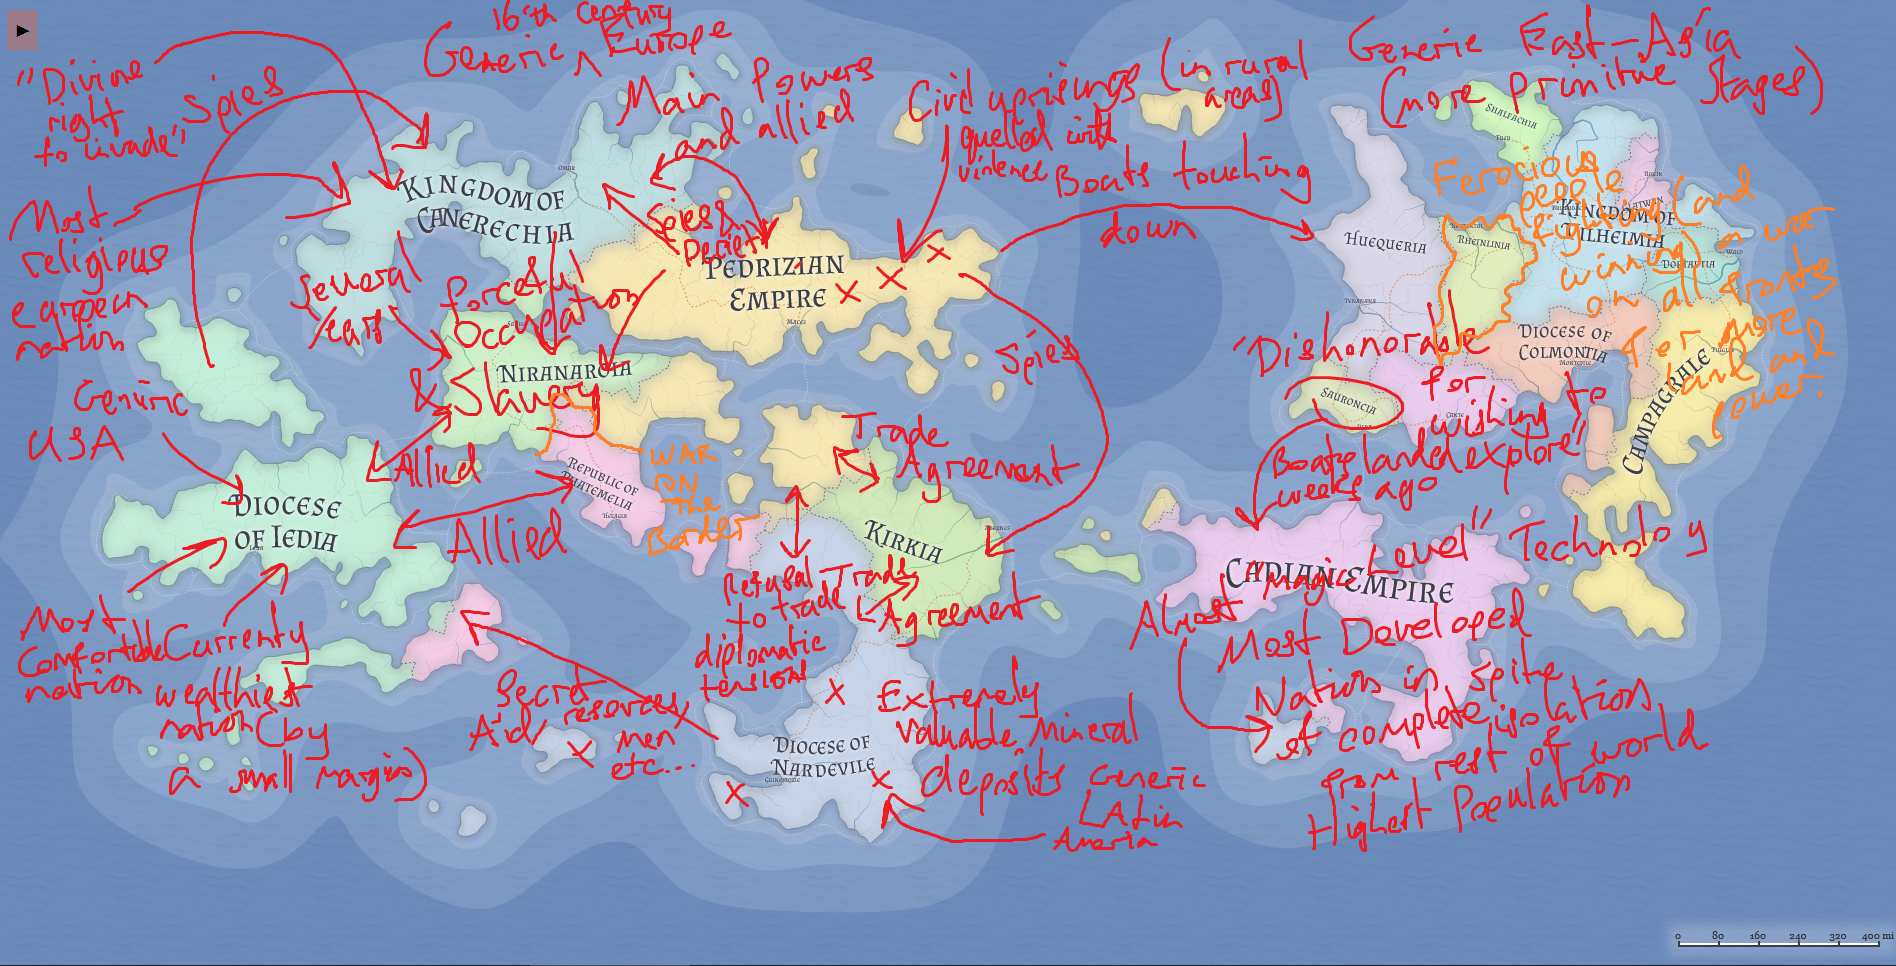 16th century
Generic ^ Europe
"Divine
right
to invade"
Spies
Main Powers
and allied
Civil uprisings (in rural
areas)
quelled with
violence
Boats touching
down
Generic East-Asia
(more primitive stages)
Most
religious
nation
KINGDOM OF
CANERECHIA
Spies &
PEDRIZIAN
EMPIRE
Several
Years
forceful
Occupation
& Slavery
NIRANARGIA
Spies
SHALFACHIA
HUEQUERIA
RHEINLINIA
KINGDOM OF
TILHEIMIA
Ferocious
people
Fighting (and
winning)
a war
on all fronts
for more
land and
power.
DIOCESE OF
COLMONTIA
CAMPAGRALE
"Dishonorable
for
wishing to
explore"
SAURONCIA
Boats landed
weeks ago
Generic
USA
DIOCESE
OF IEDIA
Allied
Allied
REPUBLIC OF
WAR
ON
The
Border
Trade
Agreement
KIRKIA
Refusal
to trade
diplomatic
tensions
Trade
Agreement
CADIAN EMPIRE
Almost "magic Level" Technology
Most Developed
Nation in spite
of complete isolation
from rest of world
Highest Population
Most
Comfortable
nation
Currently
wealthiest
nation (by
a small margin)
Secret
Aid, resources,
men
etc...
DIOCESE OF
NARDEVILE
Extremely
Valuable Mineral
deposits
Generic
LAtin
America
0 80 160 240 320 400 mi